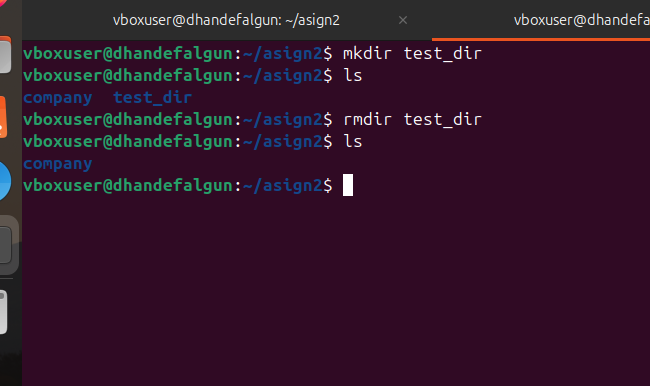 vboxuser@dhandefalgun: ~/asign2 × vboxuser@dhandefa
vboxuser@dhandefalgun:~/asign2$ mkdir test_dir
vboxuser@dhandefalgun:~/asign2$ ls
company test_dir
vboxuser@dhandefalgun:~/asign2$ rmdir test_dir
vboxuser@dhandefalgun:~/asign2$ ls
company
vboxuser@dhandefalgun:~/asign2$